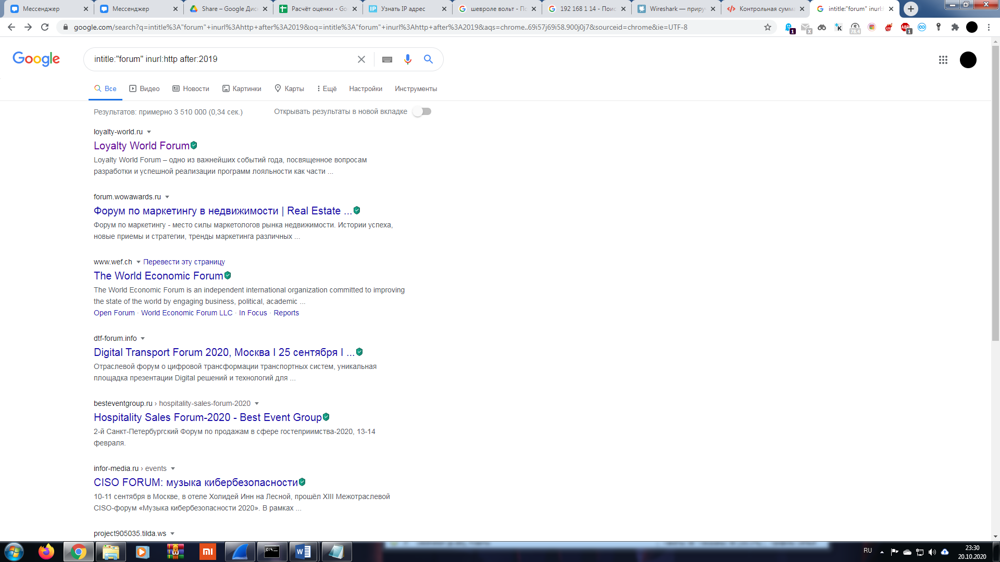 Мессенджер
Мессенджер
Share – Google Дис
Расчёт оценки - Go
Узнать IP адрес
шевроле вольт - По
192 168 1 14 - Поис
Wireshark — приру
Контрольная сумма
intitle:"forum" inurl:
google.com/search?q=intitle%3A"forum"+inurl%3Ahttp+after%3A2019&oq=intitle%3A"forum"+inurl%3Ahttp+after%3A2019&aqs=chrome..69i57j69i58.900j0j7&sourceid=chrome&ie=UTF-8
1
X
K
78.4
ABP
1
Google
intitle:"forum" inurl:http after:2019
Все
Видео
Новости
Картинки
Карты
Ещё
Настройки
Инструменты
Результатов: примерно 3 510 000 (0,34 сек.)
Открывать результаты в новой вкладке
loyalty-world.ru
Loyalty World Forum
Loyalty World Forum – одно из важнейших событий года, посвященное вопросам
разработки и успешной реализации программ лояльности как части ...
forum.wowawards.ru
Форум по маркетингу в недвижимости | Real Estate ...
Форум по маркетингу - место силы маркетологов рынка недвижимости. Истории успеха,
новые приемы и стратегии, тренды маркетинга различных ...
www.wef.ch
Перевести эту страницу
The World Economic Forum
The World Economic Forum is an independent international organization committed to improving
the state of the world by engaging business, political, academic ...
Open Forum · World Economic Forum LLC · In Focus · Reports
dtf-forum.info
Digital Transport Forum 2020, Москва I 25 сентября I ...
Отраслевой форум о цифровой трансформации транспортных систем, уникальная
площадка презентации Digital решений и технологий для ...
besteventgroup.ru › hospitality-sales-forum-2020
Hospitality Sales Forum-2020 - Best Event Group
2-й Санкт-Петербургский Форум по продажам в сфере гостеприимства-2020, 13-14
февраля.
infor-media.ru › events
CISO FORUM: музыка кибербезопасности
10-11 сентября в Москве, в отеле Холидей Инн на Лесной, прошёл XIII Межотраслевой
CISO-форум «Музыка кибербезопасности 2020». В рамках ...
project905035.tilda.ws
mi
C:\
W
RU
23:30
20.10.2020